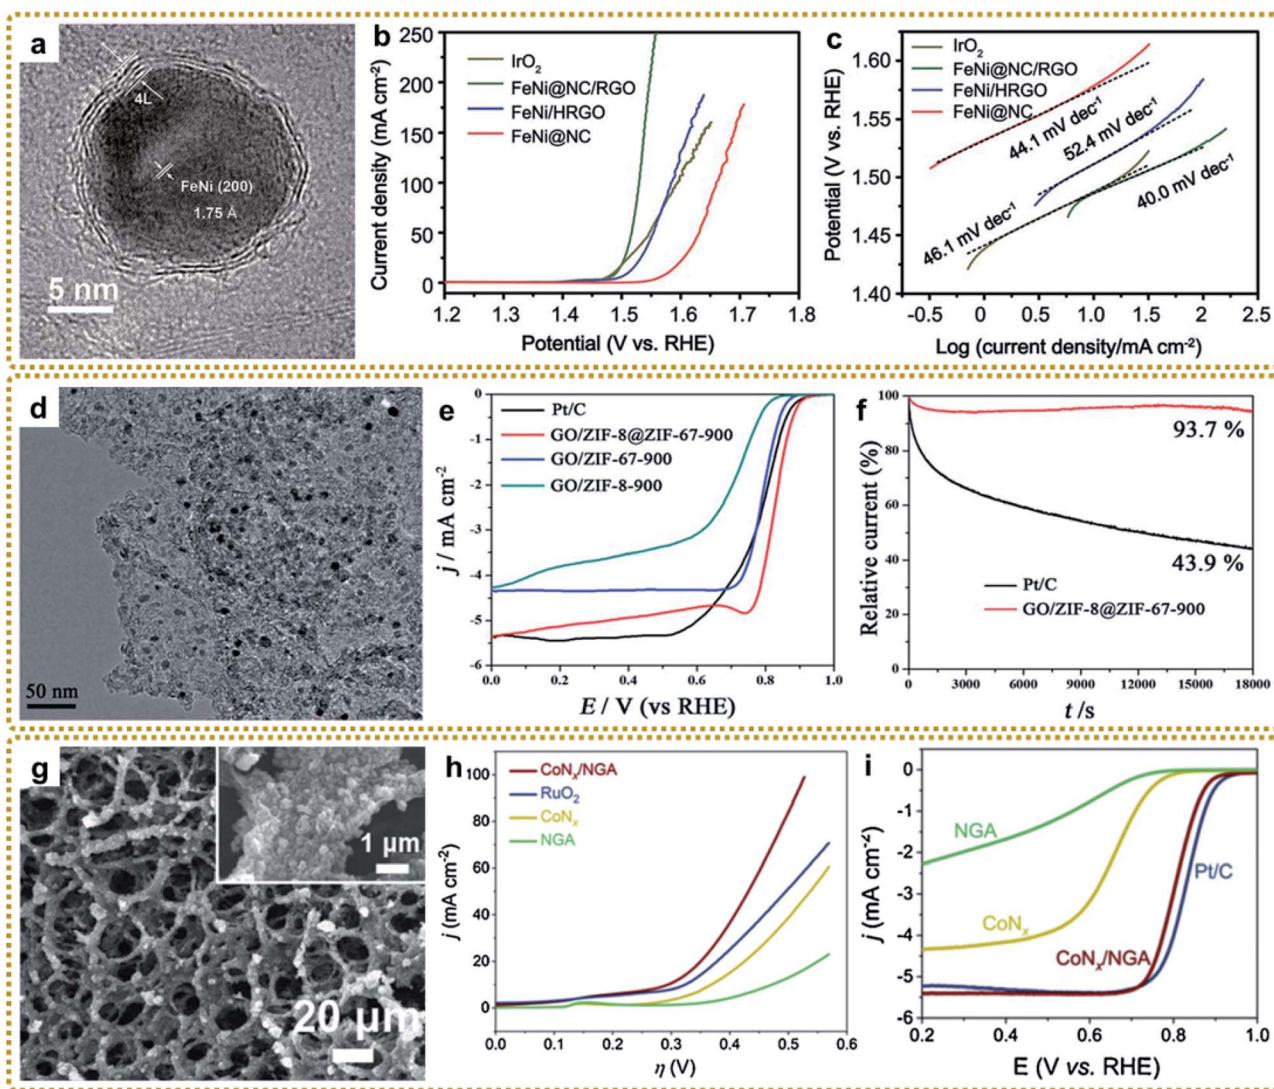 a
4L
FeNi (200)
1.75 Å
5 nm
b
250
200
150
100
50
0
Current density (mA cm⁻²)
IrO₂
FeNi@NC/RGO
FeNi/HRGO
FeNi@NC
1.2 1.3 1.4 1.5 1.6 1.7 1.8
Potential (V vs. RHE)
c
1.60
1.55
1.50
1.45
1.40
Potential (V vs. RHE)
IrO₂
FeNi@NC/RGO
FeNi/HRGO
FeNi@NC
44.1 mV dec⁻¹
52.4 mV dec⁻¹
46.1 mV dec⁻¹
40.0 mV dec⁻¹
-0.5 0.0 0.5 1.0 1.5 2.0 2.5
Log (current density/mA cm⁻²)
d
50 nm
e
0
-1
-2
-3
-4
-5
-6
j / mA cm⁻²
Pt/C
GO/ZIF-8@ZIF-67-900
GO/ZIF-67-900
GO/ZIF-8-900
0.0 0.2 0.4 0.6 0.8 1.0
E / V (vs RHE)
f
100
80
60
40
20
0
Relative current (%)
93.7 %
43.9 %
Pt/C
GO/ZIF-8@ZIF-67-900
0 3000 6000 9000 12000 15000 18000
t /s
g
1 μm
20 μm
h
100
80
60
40
20
0
j (mA cm⁻²)
CoNₓ/NGA
RuO₂
CoNₓ
NGA
0.0 0.1 0.2 0.3 0.4 0.5 0.6
η (V)
i
0
-1
-2
-3
-4
-5
-6
j (mA cm⁻²)
NGA
Pt/C
CoNₓ
CoNₓ/NGA
0.2 0.4 0.6 0.8 1.0
E (V vs. RHE)